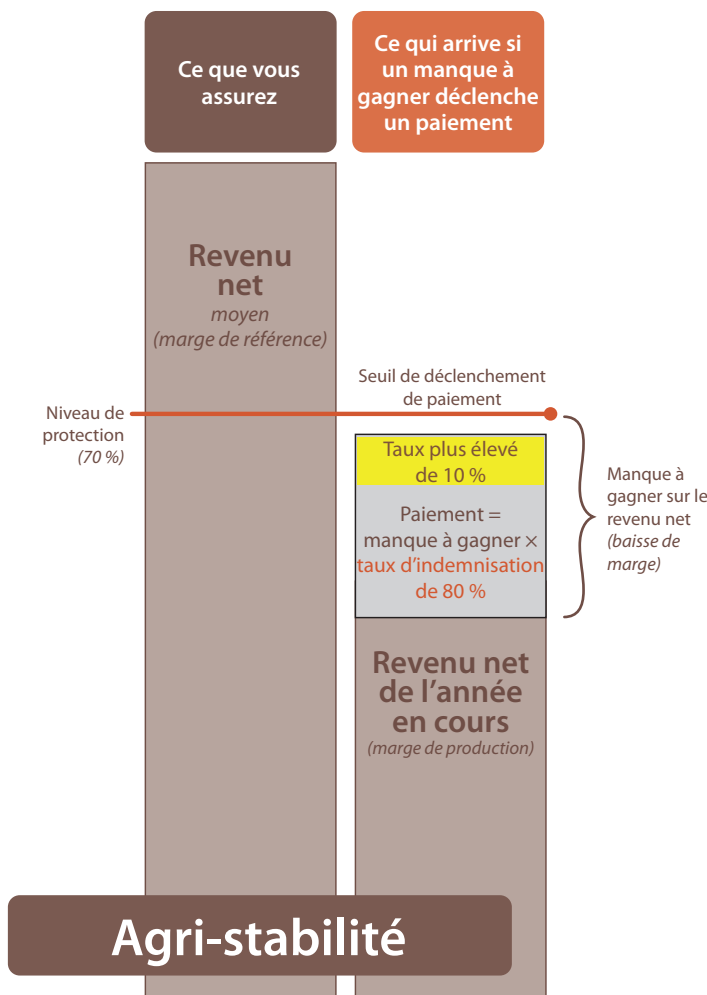 Ce que vous
assurez
Ce qui arrive si
un manque à
gagner déclenche
un paiement
Revenu
net
moyen
(marge de référence)
Niveau de
protection
(70 %)
Seuil de déclenchement
de paiement
Taux plus élevé
de 10 %
Paiement =
manque à gagner ×
taux d’indemnisation
de 80 %
Manque à
gagner sur le
revenu net
(baisse de
marge)
Revenu net
de l’année
en cours
(marge de production)
Agri-stabilité